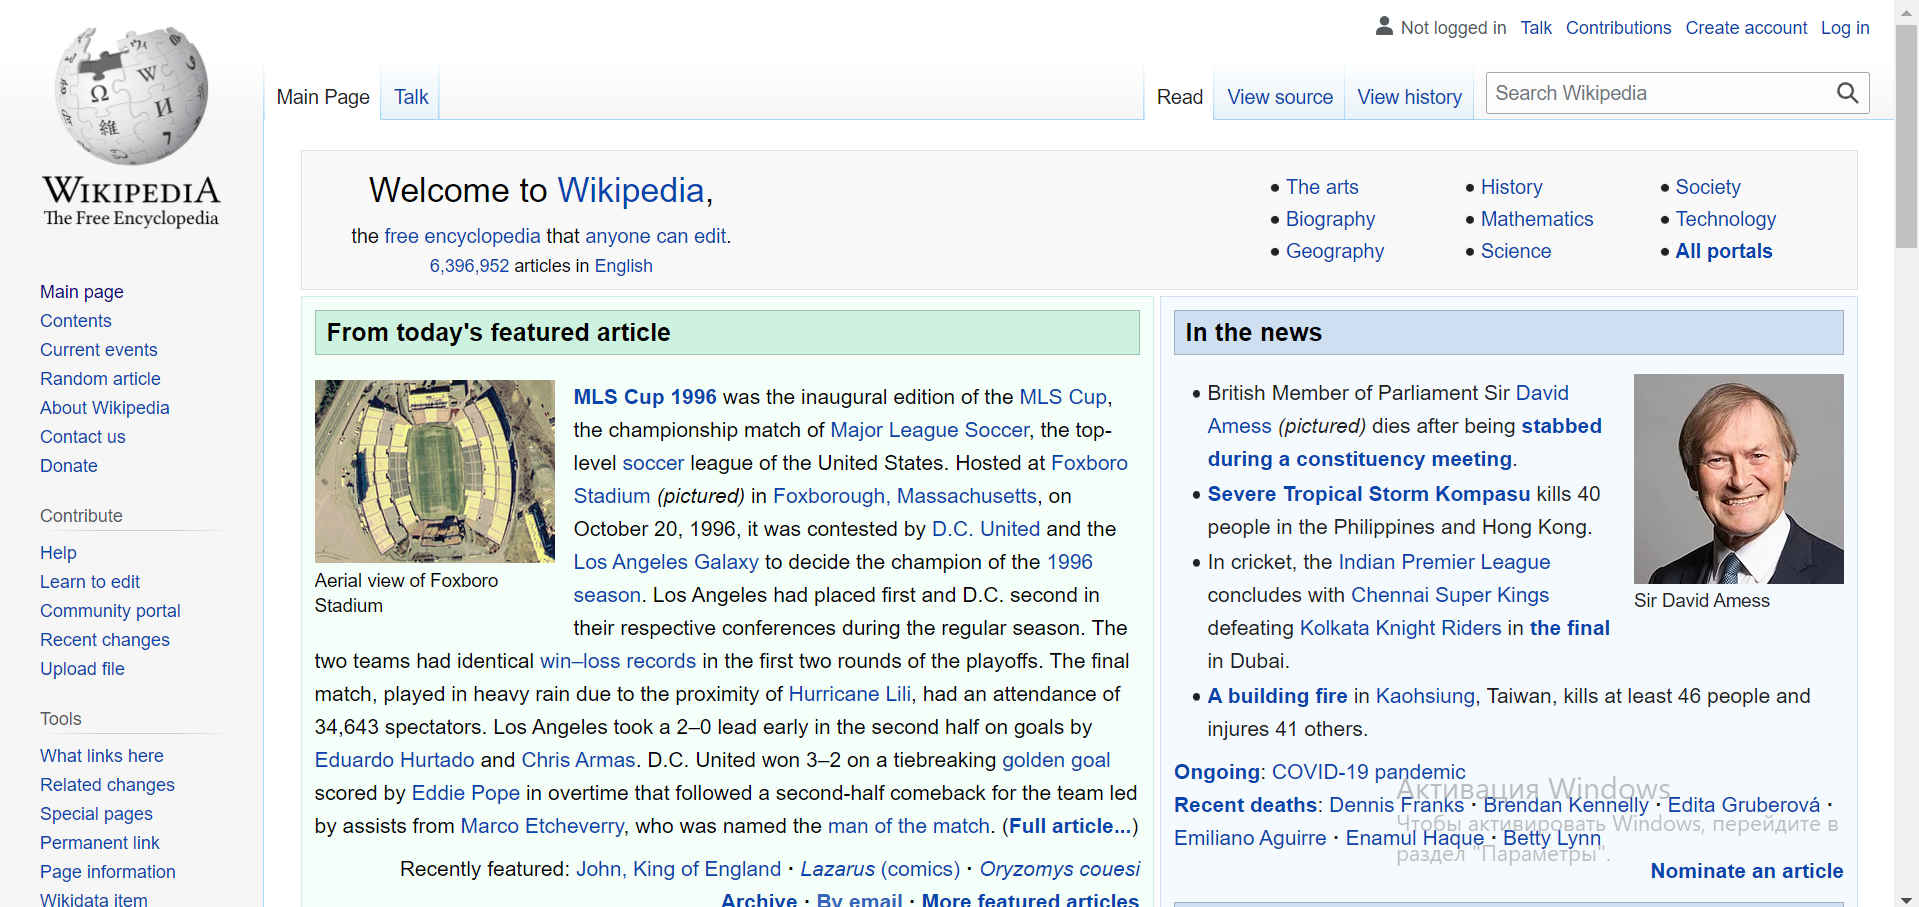 Not logged in Talk Contributions Create account Log in
Main Page Talk Read View source View history Search Wikipedia
WIKIPEDIA
The Free Encyclopedia
Main page
Contents
Current events
Random article
About Wikipedia
Contact us
Donate
Contribute
Help
Learn to edit
Community portal
Recent changes
Upload file
Tools
What links here
Related changes
Special pages
Permanent link
Page information
Wikidata item
Welcome to Wikipedia,
the free encyclopedia that anyone can edit.
6,396,952 articles in English
• The arts
• Biography
• Geography
• History
• Mathematics
• Science
• Society
• Technology
• All portals
From today's featured article
Aerial view of Foxboro
Stadium
MLS Cup 1996 was the inaugural edition of the MLS Cup,
the championship match of Major League Soccer, the top-
level soccer league of the United States. Hosted at Foxboro
Stadium (pictured) in Foxborough, Massachusetts, on
October 20, 1996, it was contested by D.C. United and the
Los Angeles Galaxy to decide the champion of the 1996
season. Los Angeles had placed first and D.C. second in
their respective conferences during the regular season. The
two teams had identical win–loss records in the first two rounds of the playoffs. The final
match, played in heavy rain due to the proximity of Hurricane Lili, had an attendance of
34,643 spectators. Los Angeles took a 2–0 lead early in the second half on goals by
Eduardo Hurtado and Chris Armas. D.C. United won 3–2 on a tiebreaking golden goal
scored by Eddie Pope in overtime that followed a second-half comeback for the team led
by assists from Marco Etcheverry, who was named the man of the match. (Full article...)
Recently featured: John, King of England · Lazarus (comics) · Oryzomys couesi
Archive · By email · More featured articles
In the news
• British Member of Parliament Sir David
Amess (pictured) dies after being stabbed
during a constituency meeting.
• Severe Tropical Storm Kompasu kills 40
people in the Philippines and Hong Kong.
• In cricket, the Indian Premier League
concludes with Chennai Super Kings
defeating Kolkata Knight Riders in the final
in Dubai.
• A building fire in Kaohsiung, Taiwan, kills at least 46 people and
injures 41 others.
Sir David Amess
Ongoing: COVID-19 pandemic
Recent deaths: Dennis Franks · Brendan Kennelly · Edita Gruberová ·
Emiliano Aguirre · Enamul Haque · Betty Lynn
Nominate an article
Активация Windows
Чтобы активировать Windows, перейдите в
раздел "Параметры".